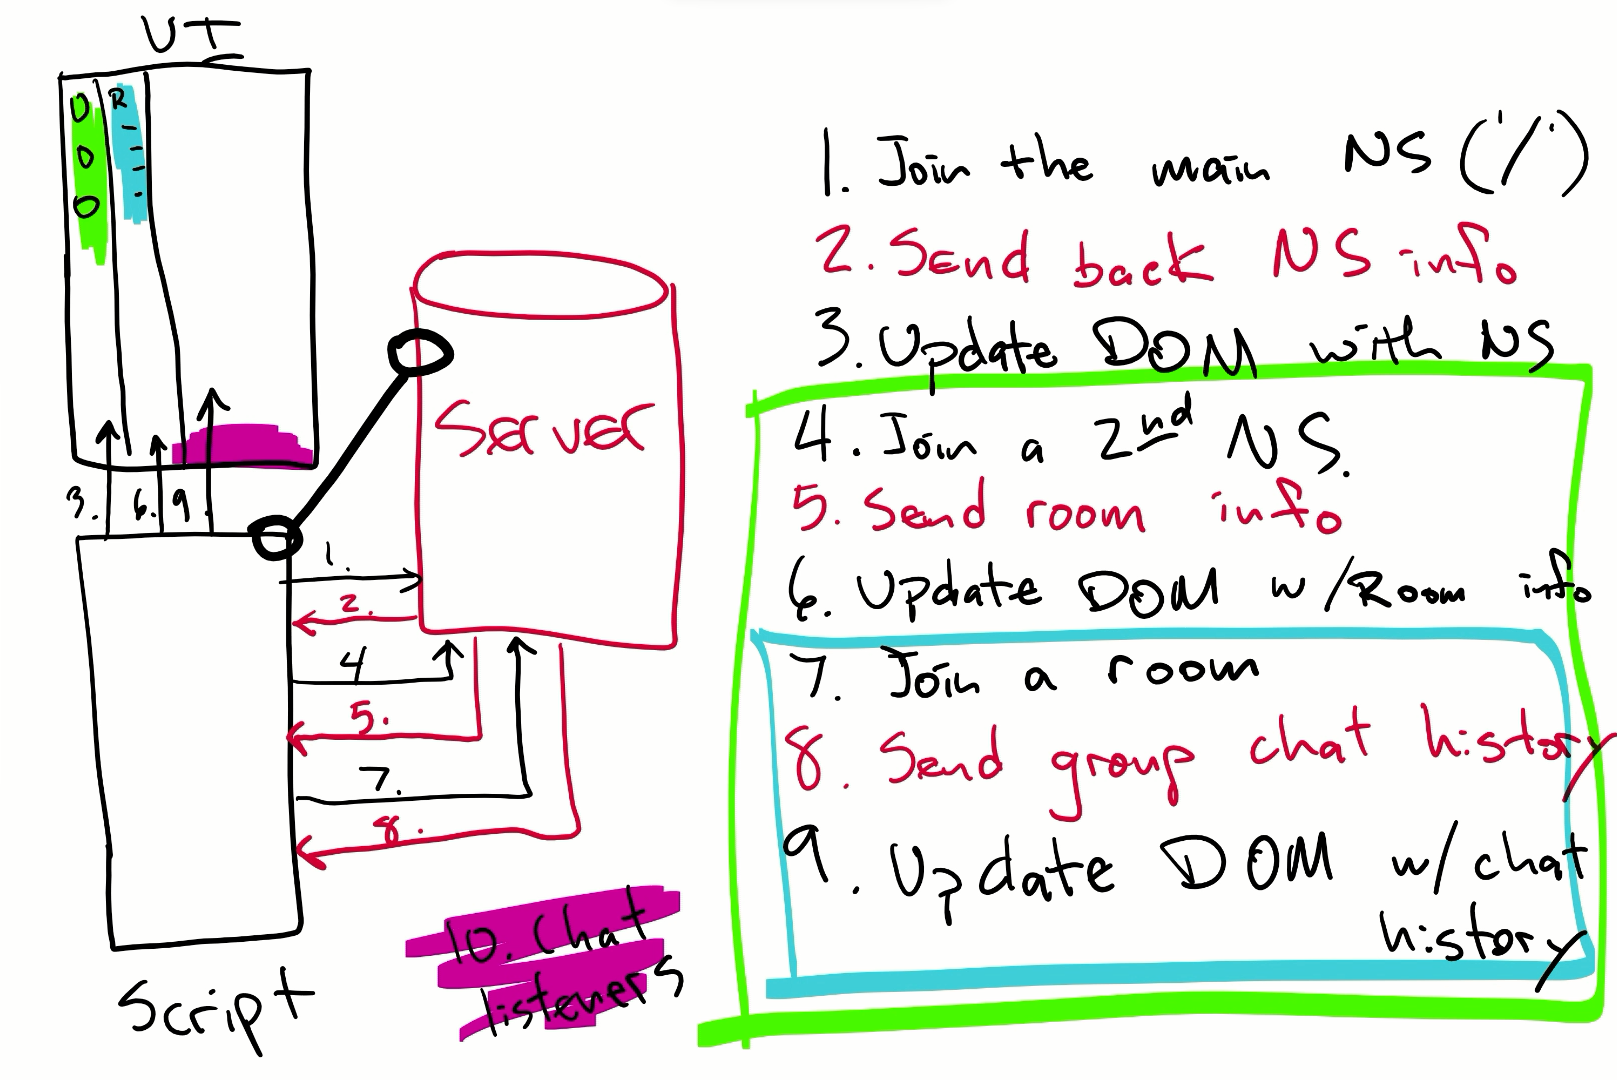 UI
R
3. 6. 9.
1.
2.
4
5.
7.
8.
Server
Script
10. Chat
listeners
1. Join the main NS ('/')
2. Send back NS info
3. Update DOM with NS
4. Join a 2nd NS.
5. Send room info
6. Update DOM w/Room info
7. Join a room
8. Send group chat history
9. Update DOM w/ chat
history